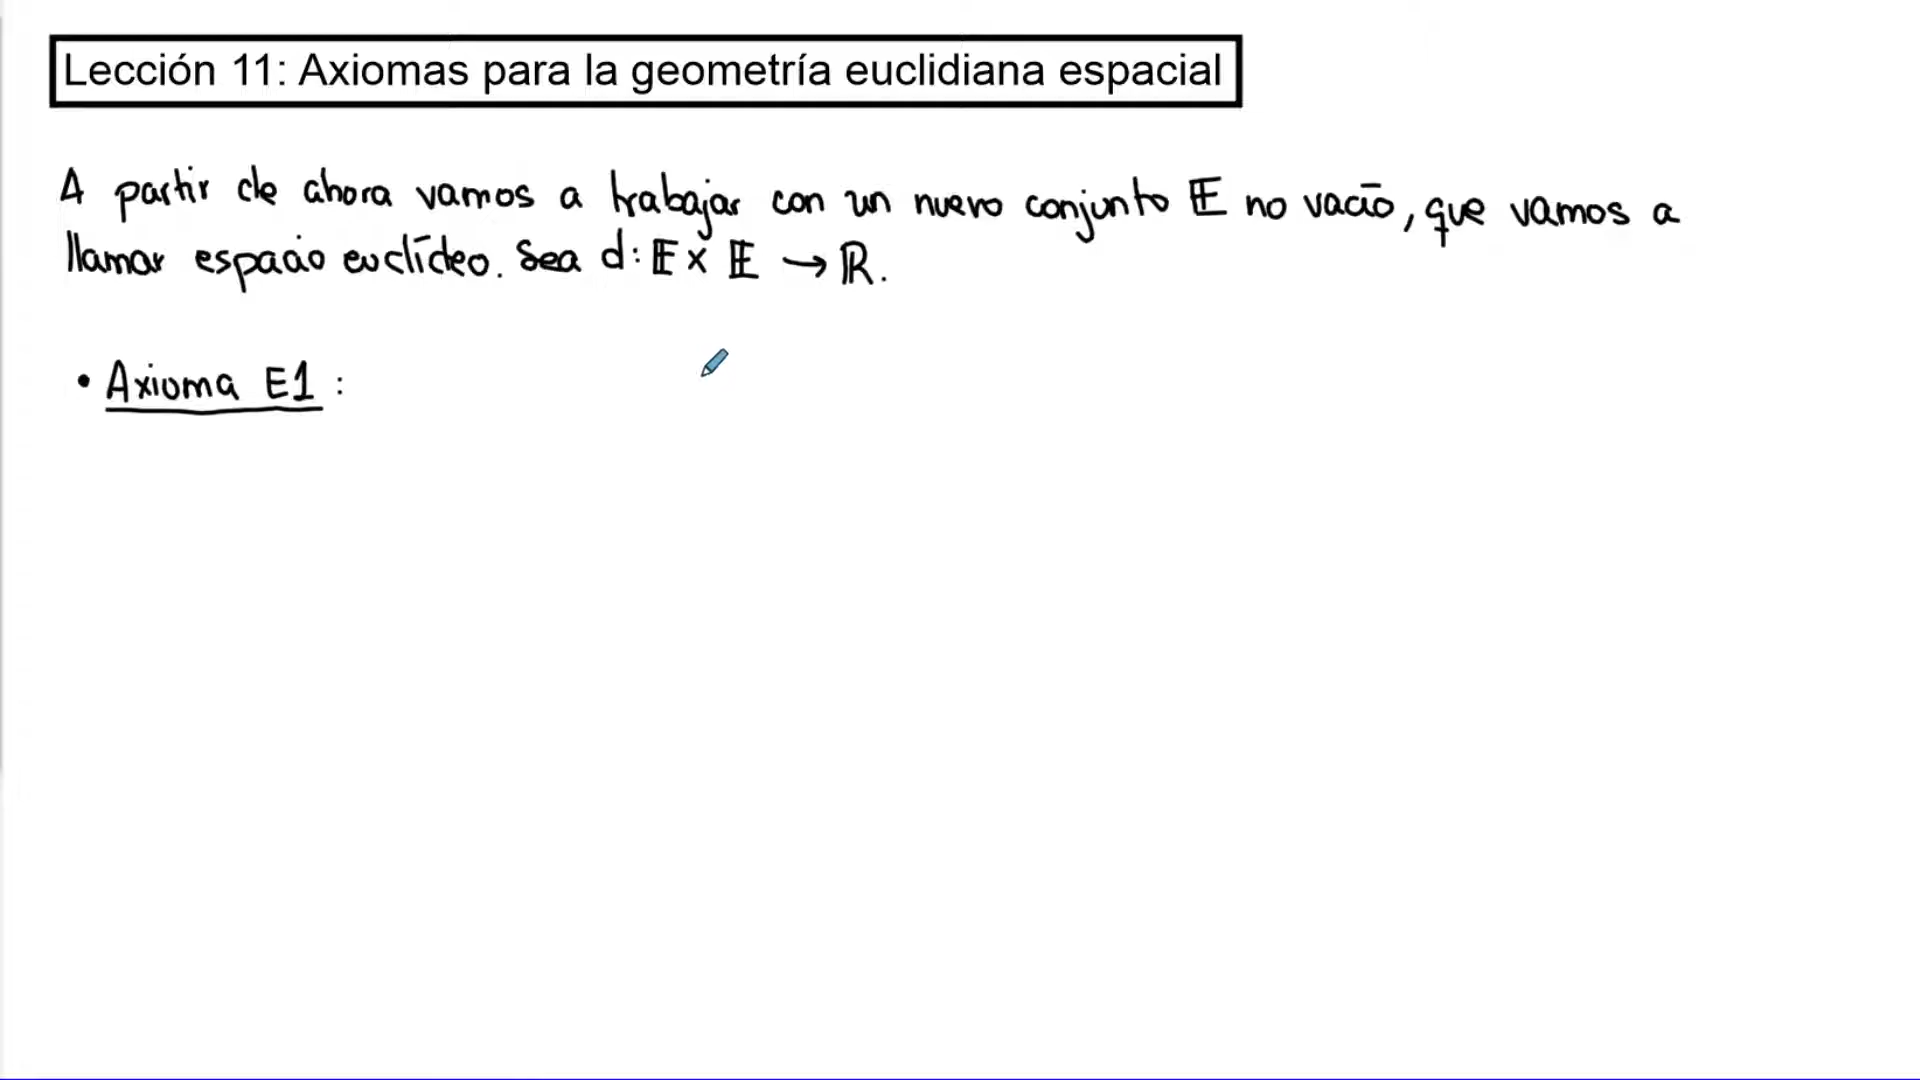 Lección 11: Axiomas para la geometría euclidiana espacial
A partir de ahora vamos a trabajar con un nuevo conjunto 𝔼 no vacío, que vamos a
llamar espacio euclídeo. Sea d: 𝔼 × 𝔼 → ℝ.
• Axioma E1 :